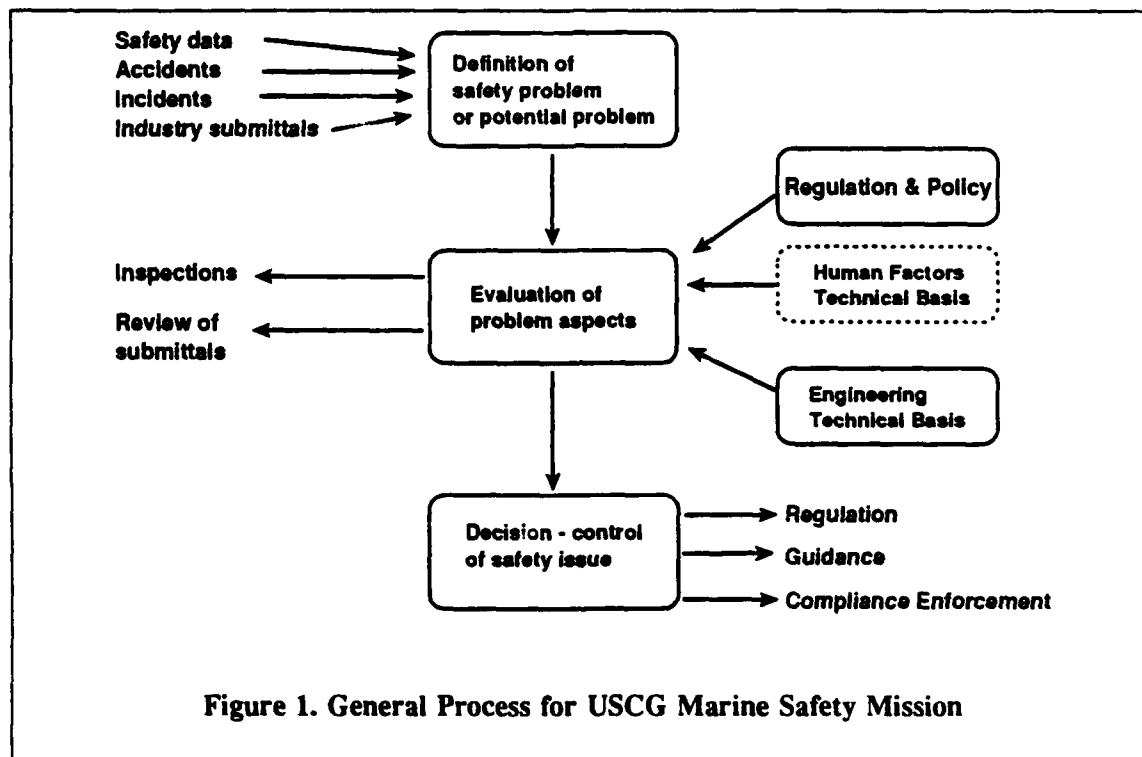 Safety data
Accidents
Incidents
Industry submittals
Definition of
safety problem
or potential problem
Regulation & Policy
Human Factors
Technical Basis
Engineering
Technical Basis
Inspections
Review of
submittals
Evaluation of
problem aspects
Decision - control
of safety issue
Regulation
Guidance
Compliance Enforcement
Figure 1. General Process for USCG Marine Safety Mission